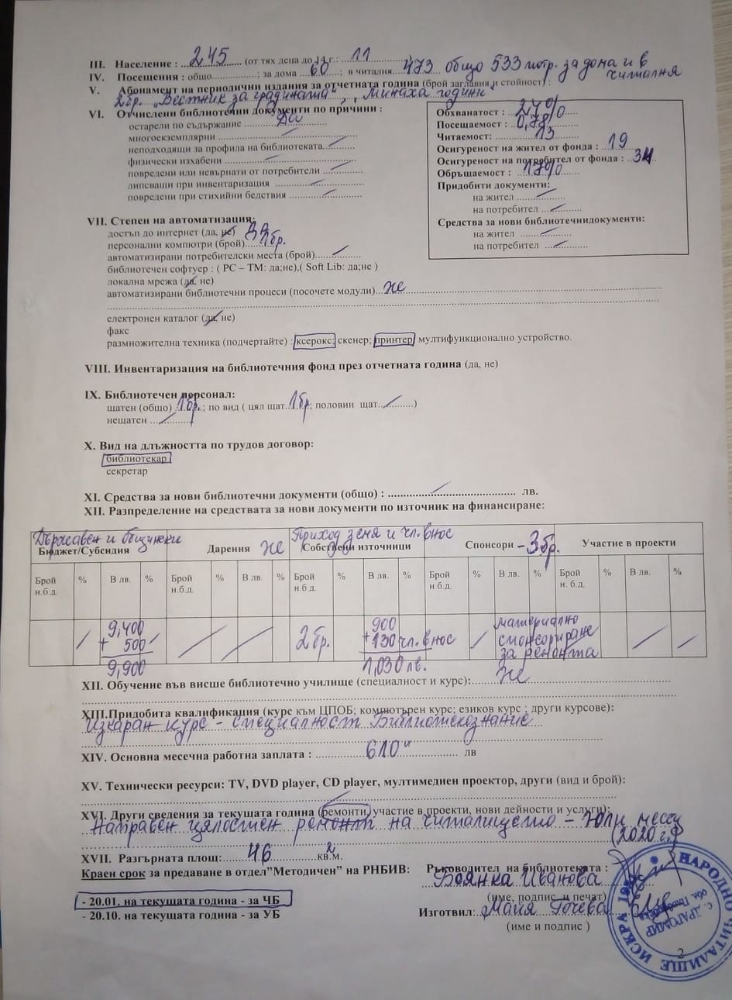 III. Население : 245 (от тях деца до 14 г.: 11
IV. Посещения : общо ; за дома 60 ; в читалня 473 общо 533 потр. за дома и в читалня
V. Абонамент на периодични издания за отчетната година (брой заглавия и стойност) :
2 бр. „Вестник за градината“, „Минаха години“
VI. Отчислени библиотечни документи по причини :
остарели по съдържание Да
многоекземплярни
неподходящи за профила на библиотеката
физически изхабени
повредени или невърнати от потребители
липсващи при инвентаризация
повредени при стихийни бедствия
Обхванатост : 27%
Посещаемост :
Читаемост: 13
Осигуреност на жител от фонда : 19
Осигуреност на потребител от фонда : 34
Обръщаемост : 17%
Придобити документи:
на жител
на потребител
Средства за нови библиотечнидокументи:
на жител
на потребител
VII. Степен на автоматизация:
достъп до интернет (да, не) Да
персонални компютри (брой) 1бр.
автоматизирани потребителски места (брой)
библиотечен софтуер : ( PC – TM: да;не),( Soft Lib: да;не )
локална мрежа (да, не)
автоматизирани библиотечни процеси (посочете модули) Не
електронен каталог (да, не)
факс
размножителна техника (подчертайте) : ксерокс; скенер; принтер; мултифункционално устройство.
VIII. Инвентаризация на библиотечния фонд през отчетната година (да, не)
IX. Библиотечен персонал:
щатен (общо) 1бр.; по вид ( цял щат 1бр; половин щат )
нещатен
X. Вид на длъжността по трудов договор:
библиотекар
секретар
XI. Средства за нови библиотечни документи (общо) : лв.
XII. Разпределение на средствата за нови документи по източник на финансиране:
Държавен и общински Приход земя и чл. внос
Бюджет/Субсидия Дарения Не Собствени източници Спонсори – 3бр. Участие в проекти
Брой н.б.д. % В лв. % Брой н.б.д. % В лв. % Брой н.б.д. % В лв. % Брой н.б.д. % В лв. % Брой н. б.д. % В лв. %
9,400 900 материално
+ 500 2бр. +130 чл. внос спонсориране
9,900 1,030 лв. за ремонта
XII. Обучение във висше библиотечно училище (специалност и курс): Не
XIII.Придобита квалификация (курс към ЦПОБ; компютърен курс; езиков курс ; други курсове):
Изкаран курс – специалност Библиотекознание
XIV. Основна месечна работна заплата : 610 лв
XV. Технически ресурси: TV, DVD player, CD player, мултимедиен проектор, други (вид и брой):
XVI. Други сведения за текущата година (ремонти, участие в проекти, нови дейности и услуги):
Направен цялостен ремонт на читалището – Юли месец
(2020 г.)
XVII. Разгърната площ: 46 кв.м. 2
Краен срок за предаване в отдел”Методичен” на РНБИВ: Ръководител на библиотеката :
Боянка Иванова
(име, подпис и печат)
- 20.01. на текущата година - за ЧБ
Изготвил: Майя Гочева
- 20.10. на текущата година - за УБ
(име и подпис )
НАРОДНО ЧИТАЛИЩЕ ИСКРА
с. ДРАГОМИР
2